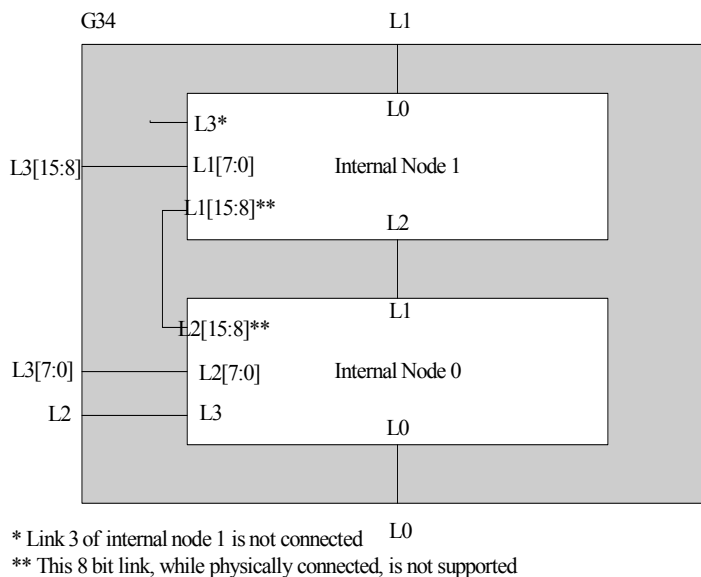 G34
L1
L0
L3*
L3[15:8]
L1[7:0]
Internal Node 1
L1[15:8]**
L2
L1
L2[15:8]**
L3[7:0]
L2[7:0]
Internal Node 0
L2
L3
L0
* Link 3 of internal node 1 is not connected
L0
** This 8 bit link, while physically connected, is not supported